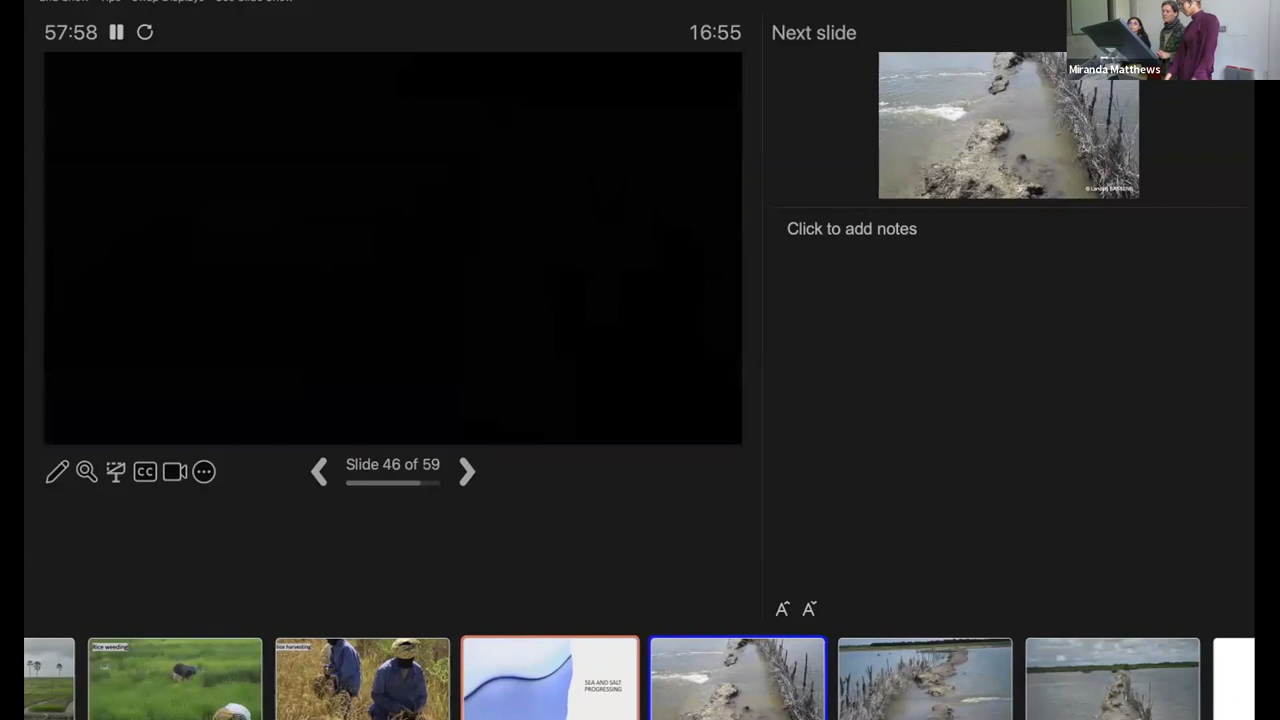 57:58
16:55
Next slide
Miranda Matthews
Click to add notes
CC
Slide 46 of 59
Rice weeding
Rice harvesting
SEA AND SALT
PROGRESSING